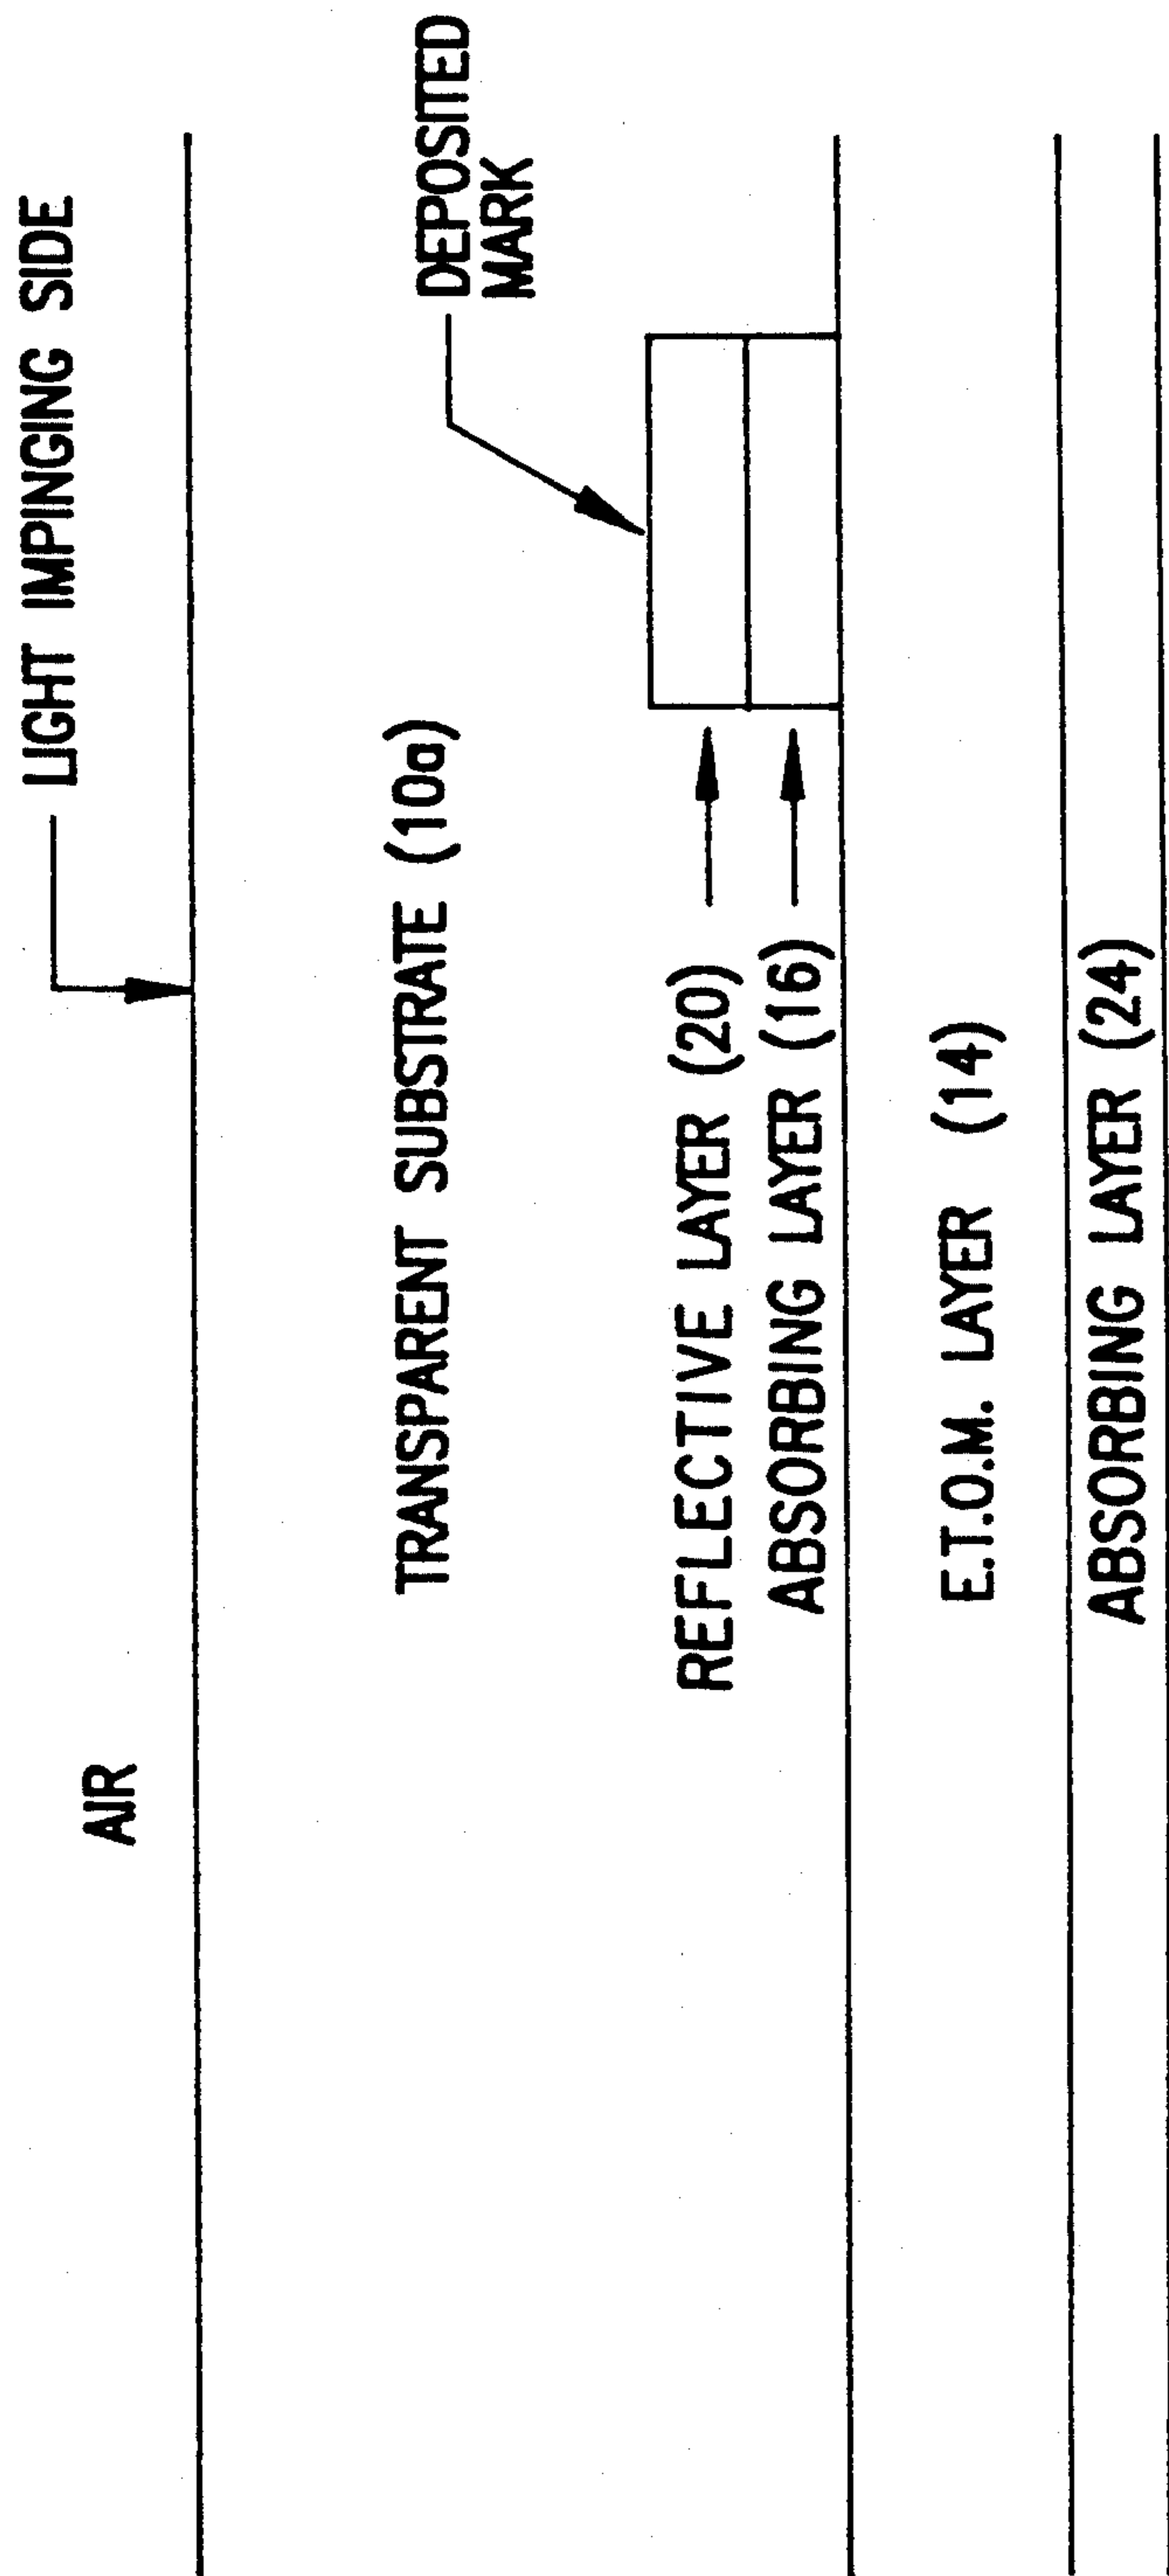 LIGHT IMPINGING SIDE
AIR
DEPOSITED
MARK
TRANSPARENT SUBSTRATE (10a)
REFLECTIVE LAYER (20)
ABSORBING LAYER (16)
E.T.O.M. LAYER (14)
ABSORBING LAYER (24)